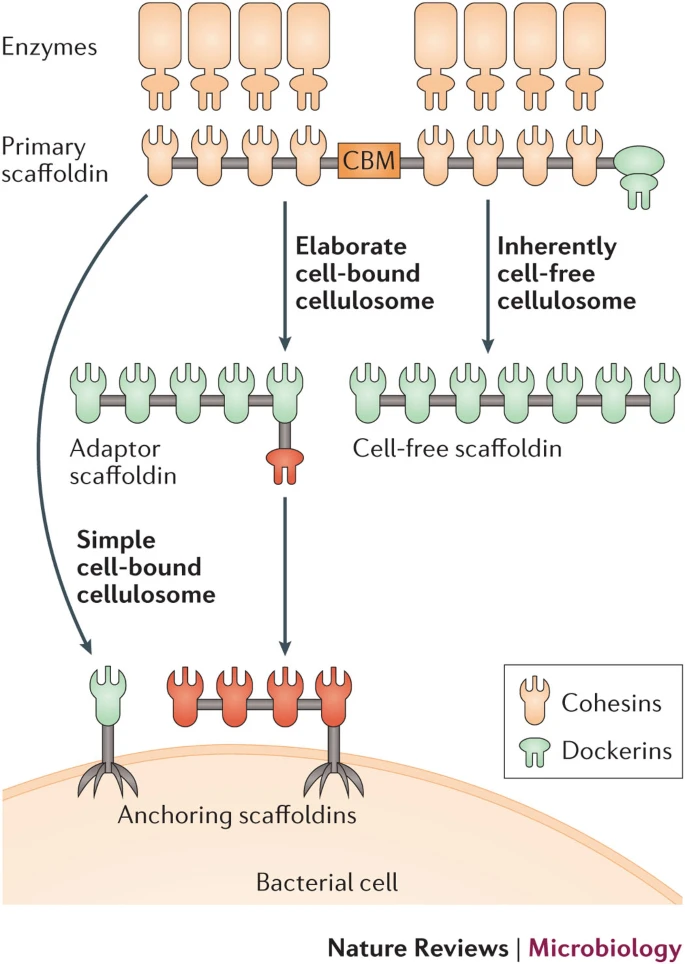 Enzymes
Primary
scaffoldin
CBM
Elaborate
cell-bound
cellulosome
Inherently
cell-free
cellulosome
Adaptor
scaffoldin
Cell-free scaffoldin
Simple
cell-bound
cellulosome
Cohesins
Dockerins
Anchoring scaffoldins
Bacterial cell
Nature Reviews | Microbiology